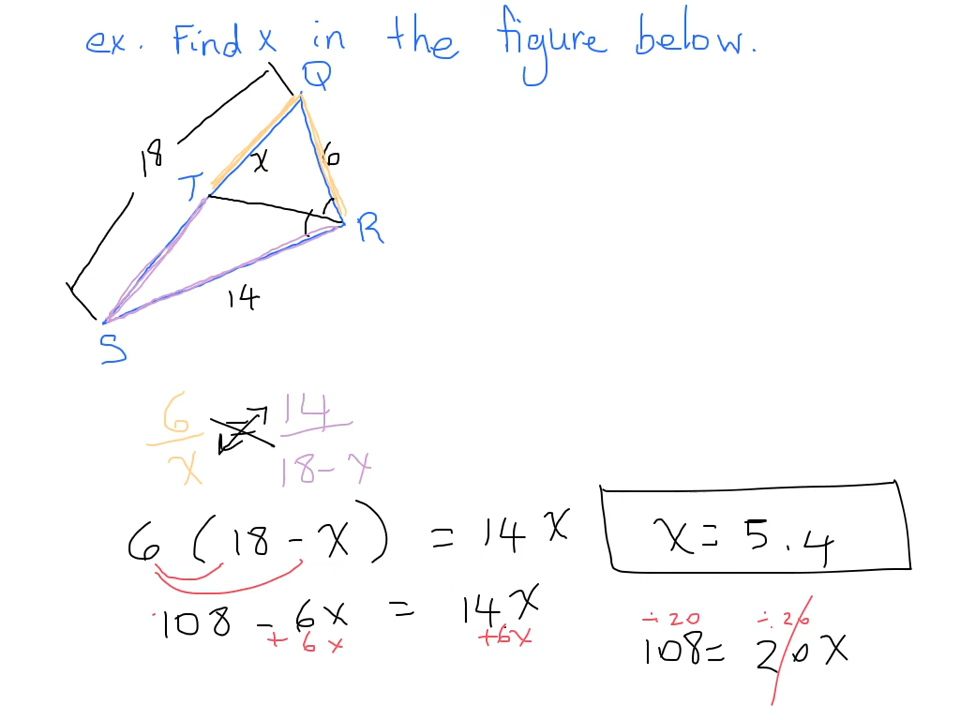 ex. Find x in the figure below.
Q
18
x
6
T
R
14
S
6/x = 14/18-x
6 (18 - x) = 14x
x = 5.4
108 - 6x = 14x
+ 6x +6x
÷ 20 ÷ 20
108 = 20x